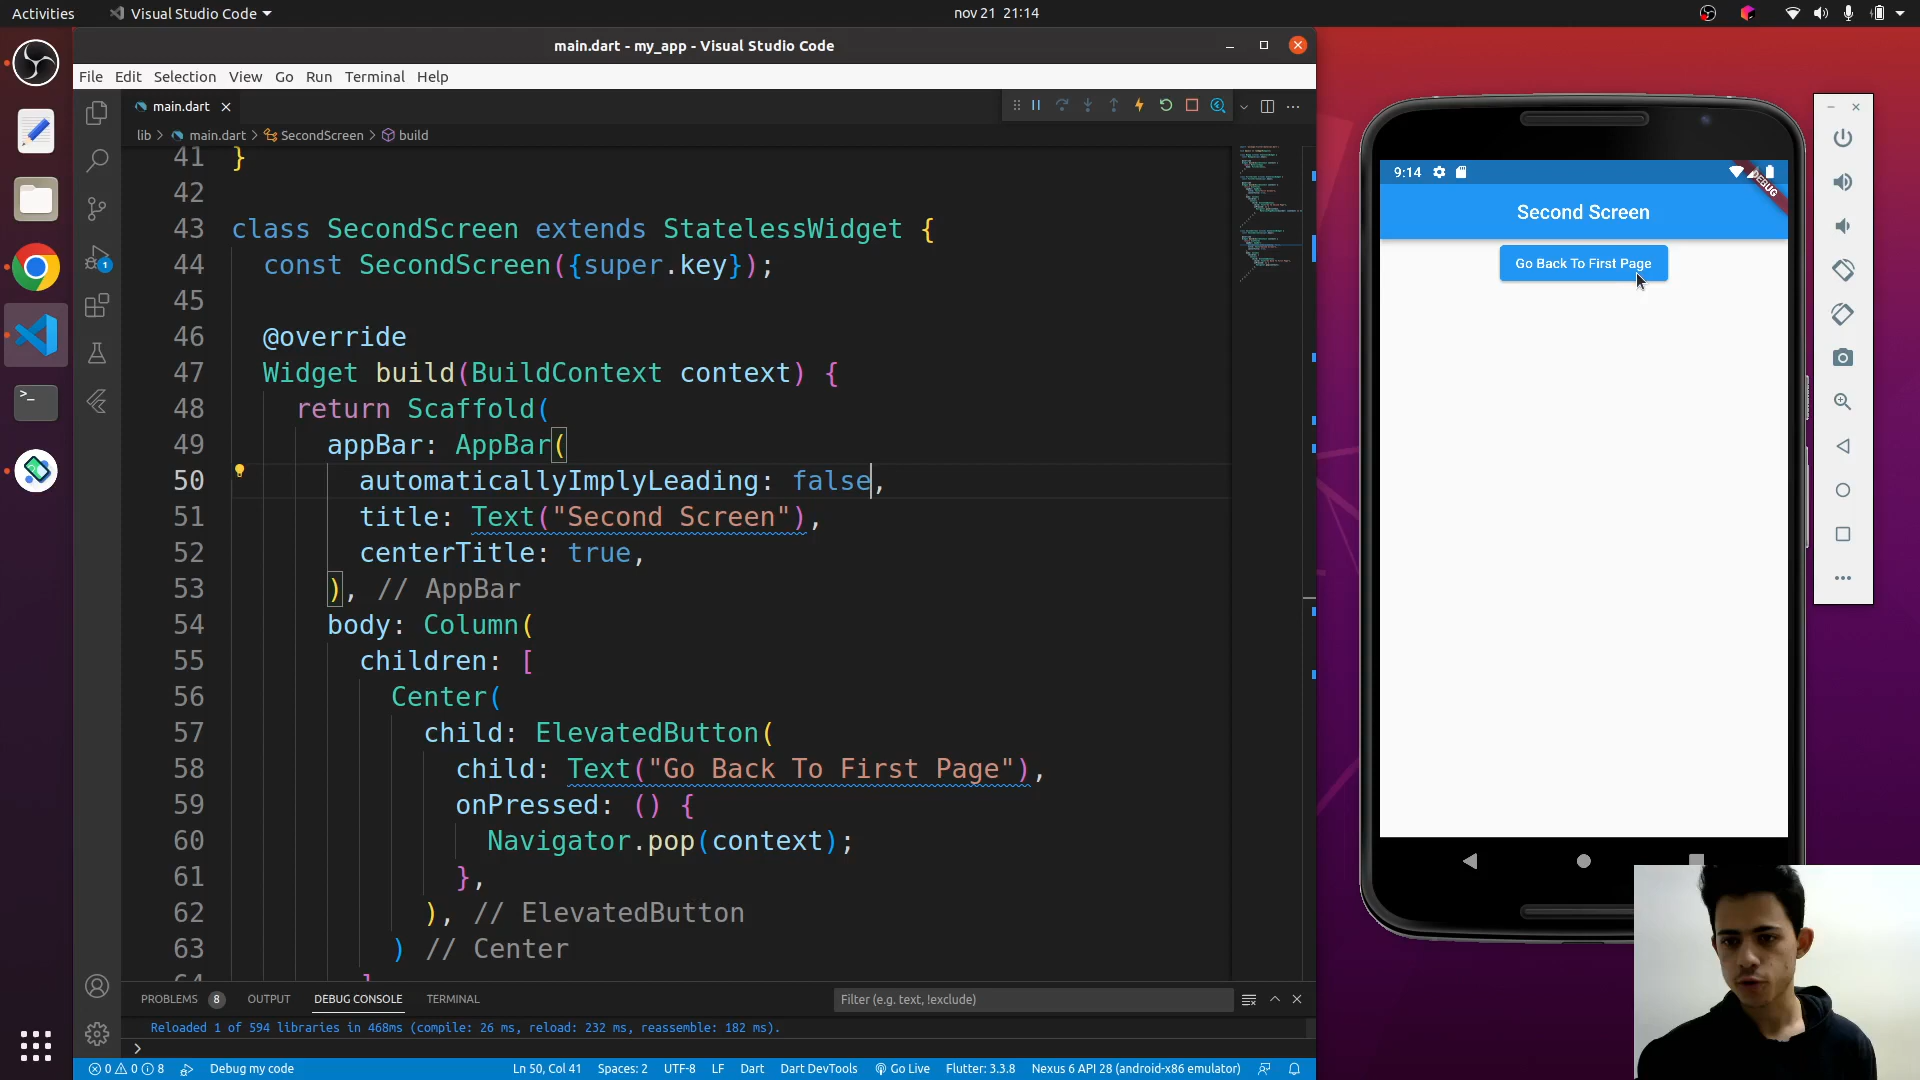 Activities
Visual Studio Code
nov 21 21:14
main.dart - my_app - Visual Studio Code
File Edit Selection View Go Run Terminal Help
main.dart
lib > main.dart > SecondScreen > build
41 }
42
43 class SecondScreen extends StatelessWidget {
44 const SecondScreen({super.key});
45
46 @override
47 Widget build(BuildContext context) {
48 return Scaffold(
49 appBar: AppBar(
50 automaticallyImplyLeading: false,
51 title: Text("Second Screen"),
52 centerTitle: true,
53 ), // AppBar
54 body: Column(
55 children: [
56 Center(
57 child: ElevatedButton(
58 child: Text("Go Back To First Page"),
59 onPressed: () {
60 Navigator.pop(context);
61 },
62 ), // ElevatedButton
63 ) // Center
64 ]
1
PROBLEMS 8 OUTPUT DEBUG CONSOLE TERMINAL
Filter (e.g. text, !exclude)
Reloaded 1 of 594 libraries in 468ms (compile: 26 ms, reload: 232 ms, reassemble: 182 ms).
>
0 0 8 Debug my code Ln 50, Col 41 Spaces: 2 UTF-8 LF Dart Dart DevTools Go Live Flutter: 3.3.8 Nexus 6 API 28 (android-x86 emulator)
9:14
DEBUG
Second Screen
Go Back To First Page